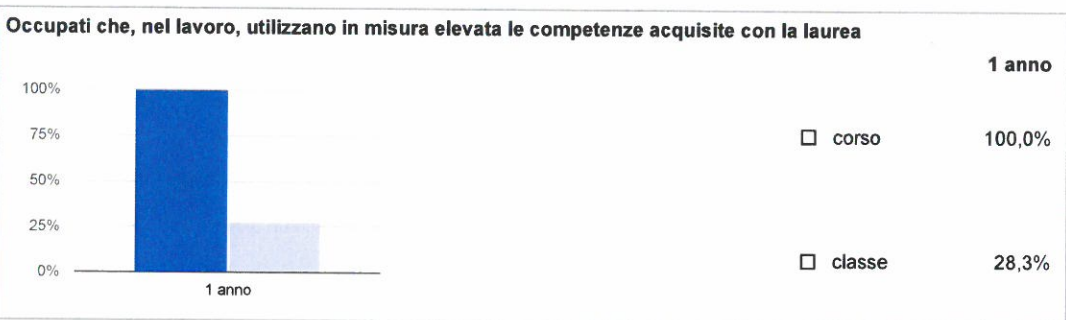 Occupati che, nel lavoro, utilizzano in misura elevata le competenze acquisite con la laurea
1 anno
100%
75%
50%
25%
0%
1 anno
corso 100,0%
classe 28,3%